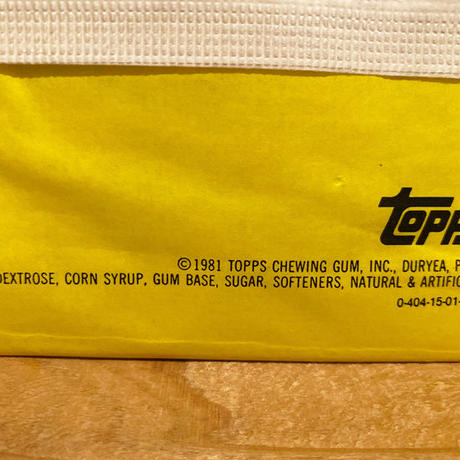 TOPPS
©1981 TOPPS CHEWING GUM, INC., DURYEA, P
DEXTROSE, CORN SYRUP, GUM BASE, SUGAR, SOFTENERS, NATURAL & ARTIFIC
0-404-15-01-